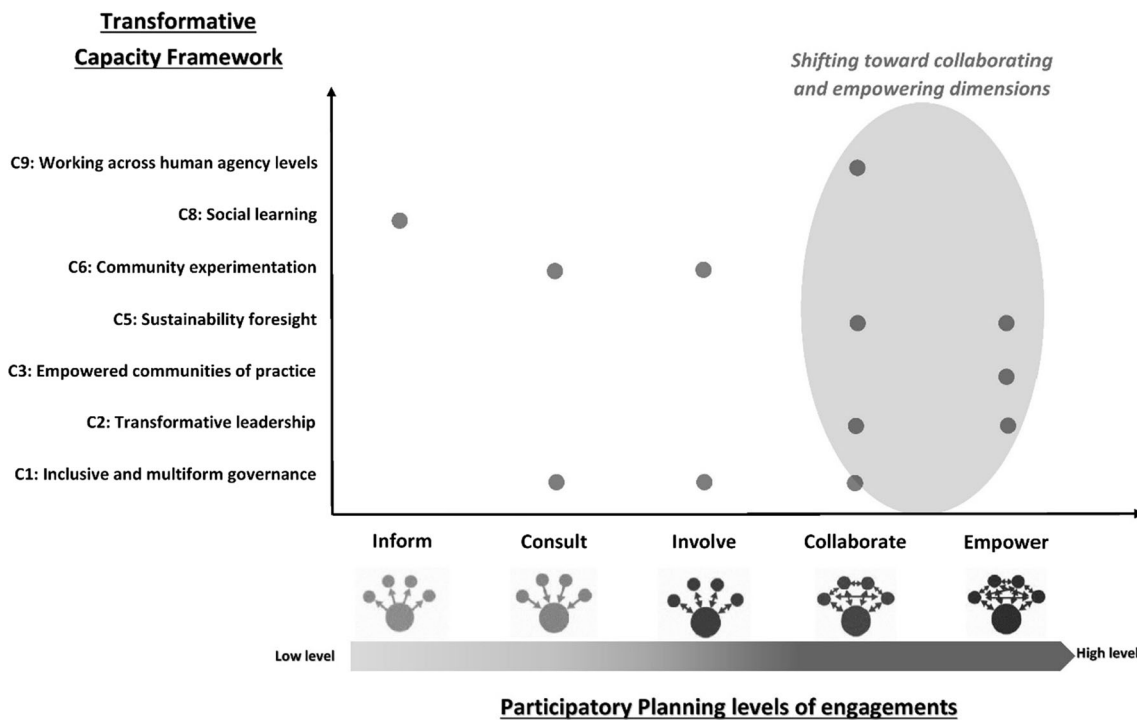 Transformative
Capacity Framework
Shifting toward collaborating
and empowering dimensions
C9: Working across human agency levels
C8: Social learning
C6: Community experimentation
C5: Sustainability foresight
C3: Empowered communities of practice
C2: Transformative leadership
C1: Inclusive and multiform governance
Inform Consult Involve Collaborate Empower
Low level High level
Participatory Planning levels of engagements